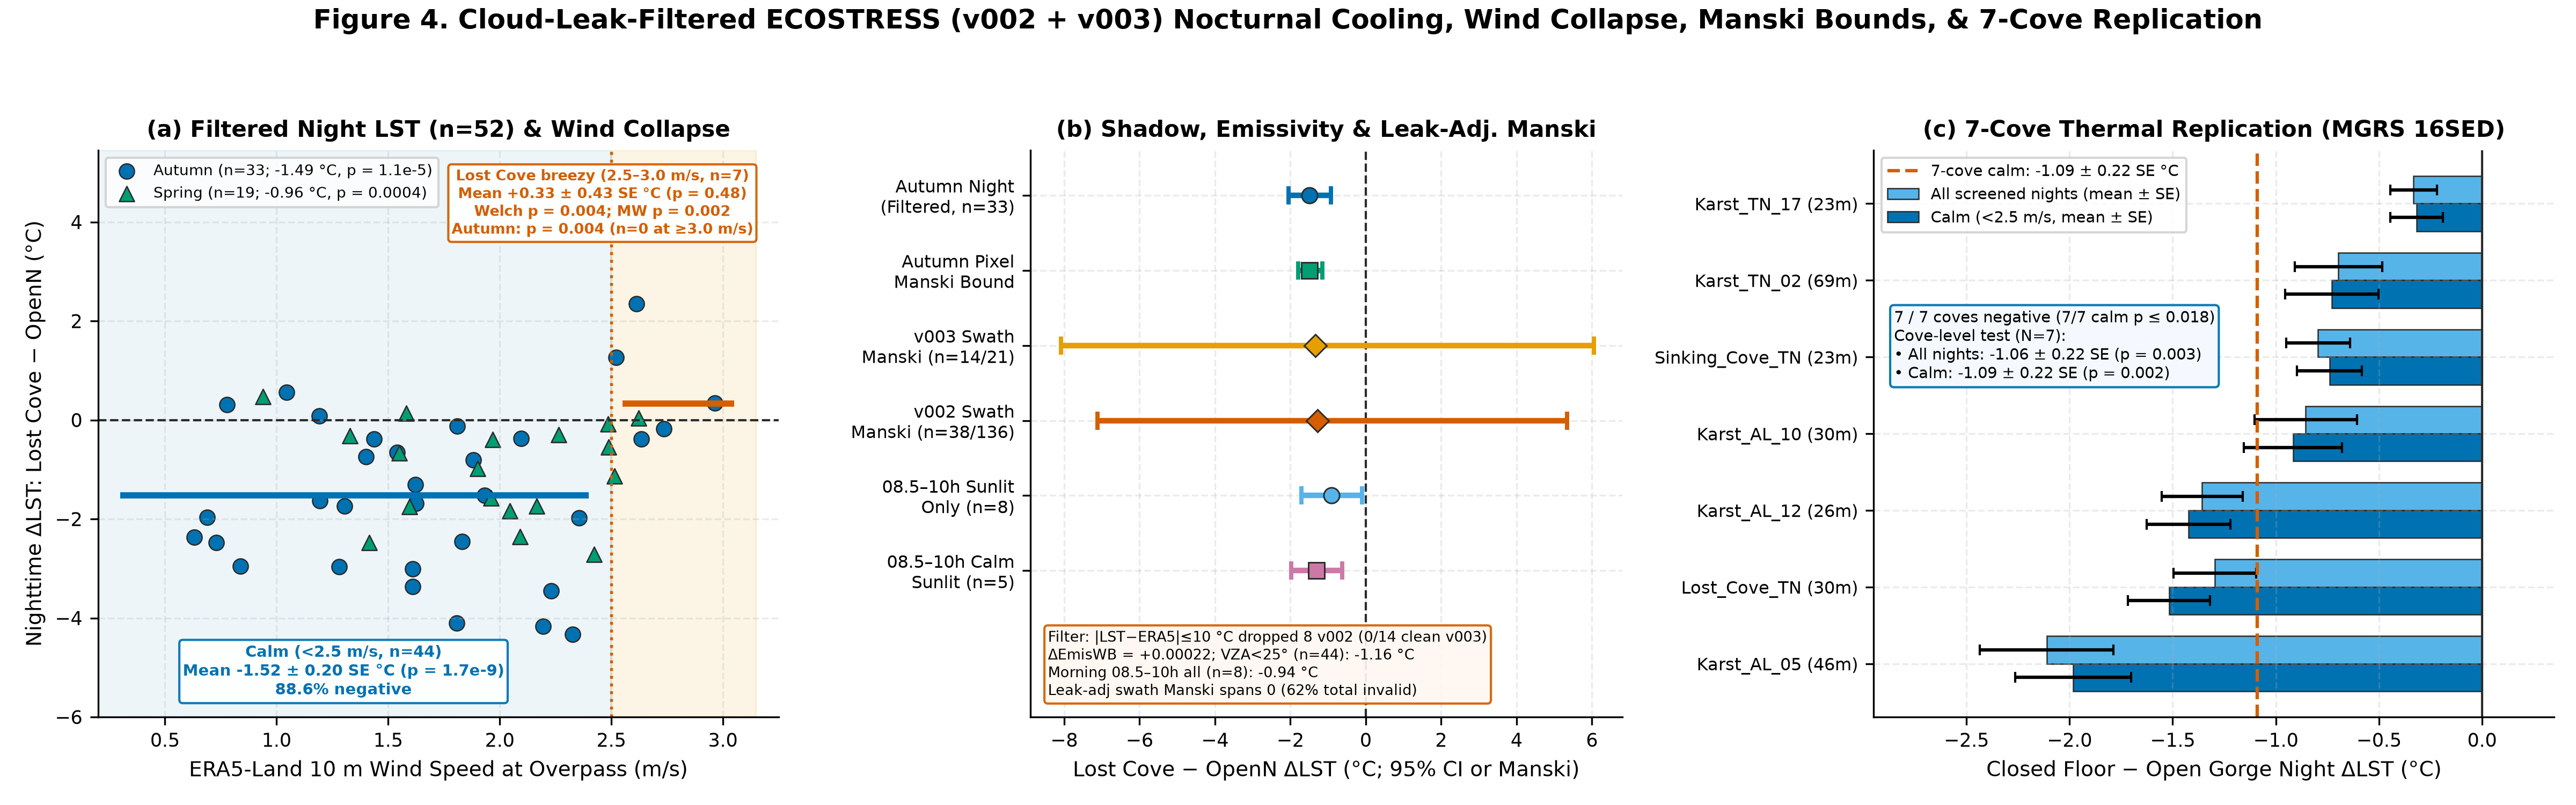 Figure 4. Cloud-Leak-Filtered ECOSTRESS (v002 + v003) Nocturnal Cooling, Wind Collapse, Manski Bounds, & 7-Cove Replication
(a) Filtered Night LST (n=52) & Wind Collapse
Autumn (n=33; -1.49 °C, p = 1.1e-5)
Spring (n=19; -0.96 °C, p = 0.0004)
Lost Cove breezy (2.5–3.0 m/s, n=7)
Mean +0.33 ± 0.43 SE °C (p = 0.48)
Welch p = 0.004; MW p = 0.002
Autumn: p = 0.004 (n=0 at ≥3.0 m/s)
Calm (<2.5 m/s, n=44)
Mean -1.52 ± 0.20 SE °C (p = 1.7e-9)
88.6% negative
Nighttime ΔLST: Lost Cove − OpenN (°C)
4
2
0
−2
−4
−6
0.5
1.0
1.5
2.0
2.5
3.0
ERA5-Land 10 m Wind Speed at Overpass (m/s)
(b) Shadow, Emissivity & Leak-Adj. Manski
Autumn Night
(Filtered, n=33)
Autumn Pixel
Manski Bound
v003 Swath
Manski (n=14/21)
v002 Swath
Manski (n=38/136)
08.5–10h Sunlit
Only (n=8)
08.5–10h Calm
Sunlit (n=5)
Filter: |LST−ERA5|≤10 °C dropped 8 v002 (0/14 clean v003)
ΔEmisWB = +0.00022; VZA<25° (n=44): -1.16 °C
Morning 08.5–10h all (n=8): -0.94 °C
Leak-adj swath Manski spans 0 (62% total invalid)
−8
−6
−4
−2
0
2
4
6
Lost Cove − OpenN ΔLST (°C; 95% CI or Manski)
(c) 7-Cove Thermal Replication (MGRS 16SED)
7-cove calm: -1.09 ± 0.22 SE °C
All screened nights (mean ± SE)
Calm (<2.5 m/s, mean ± SE)
7 / 7 coves negative (7/7 calm p ≤ 0.018)
Cove-level test (N=7):
• All nights: -1.06 ± 0.22 SE (p = 0.003)
• Calm: -1.09 ± 0.22 SE (p = 0.002)
Karst_TN_17 (23m)
Karst_TN_02 (69m)
Sinking_Cove_TN (23m)
Karst_AL_10 (30m)
Karst_AL_12 (26m)
Lost_Cove_TN (30m)
Karst_AL_05 (46m)
−2.5
−2.0
−1.5
−1.0
−0.5
0.0
Closed Floor − Open Gorge Night ΔLST (°C)